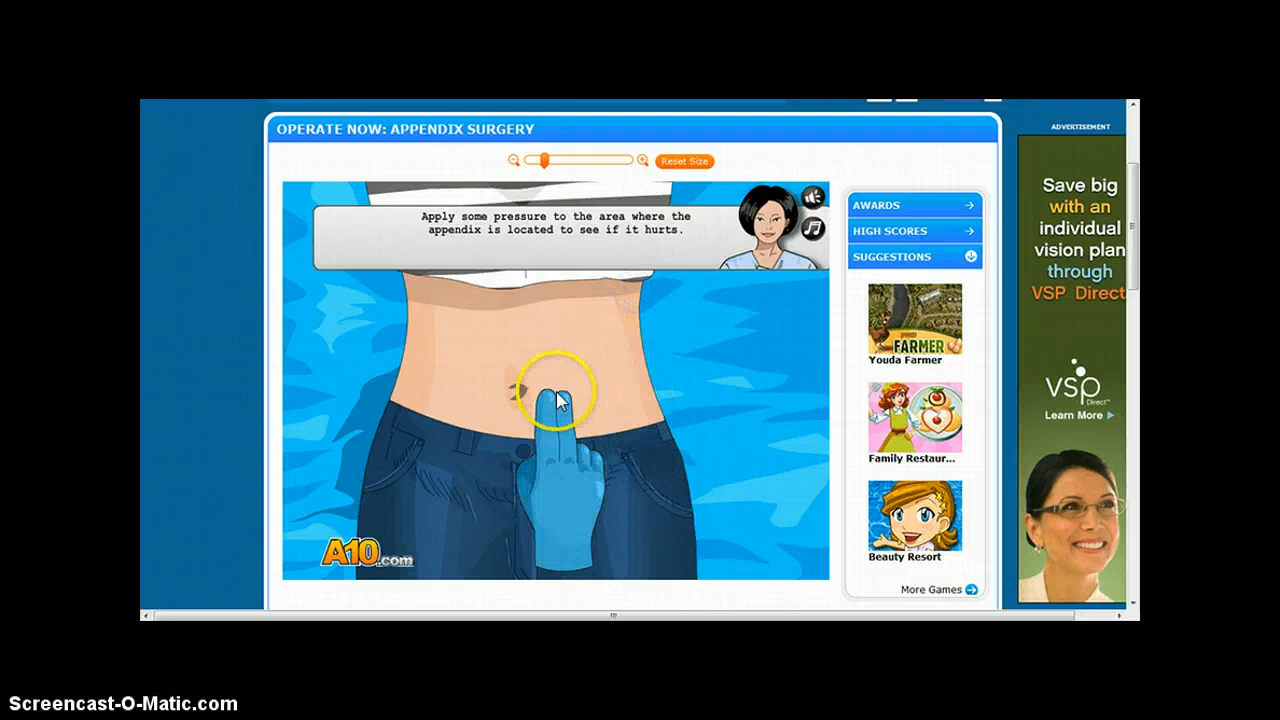 OPERATE NOW: APPENDIX SURGERY
Reset Size
Apply some pressure to the area where the
appendix is located to see if it hurts.
A10.com
AWARDS
HIGH SCORES
SUGGESTIONS
youda
FARMER
Youda Farmer
Family Restaur...
Beauty Resort
More Games
ADVERTISEMENT
Save big
with an
individual
vision plan
through
VSP Direct
vsp
Direct™
Learn More
Screencast-O-Matic.com